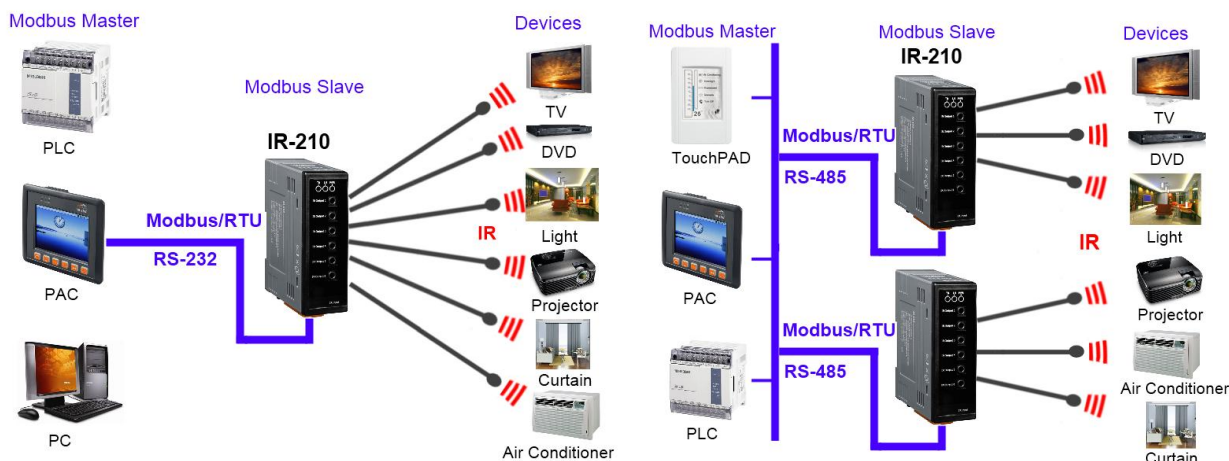 Modbus Master
PLC
PAC
PC
Modbus/RTU
RS-232
Modbus Slave
IR-210
IR
Devices
TV
DVD
Light
Projector
Curtain
Air Conditioner
Modbus Master
TouchPAD
PAC
PLC
Modbus/RTU
RS-485
Modbus/RTU
RS-485
Modbus Slave
IR-210
IR
Devices
TV
DVD
Light
Projector
Air Conditioner
Curtain